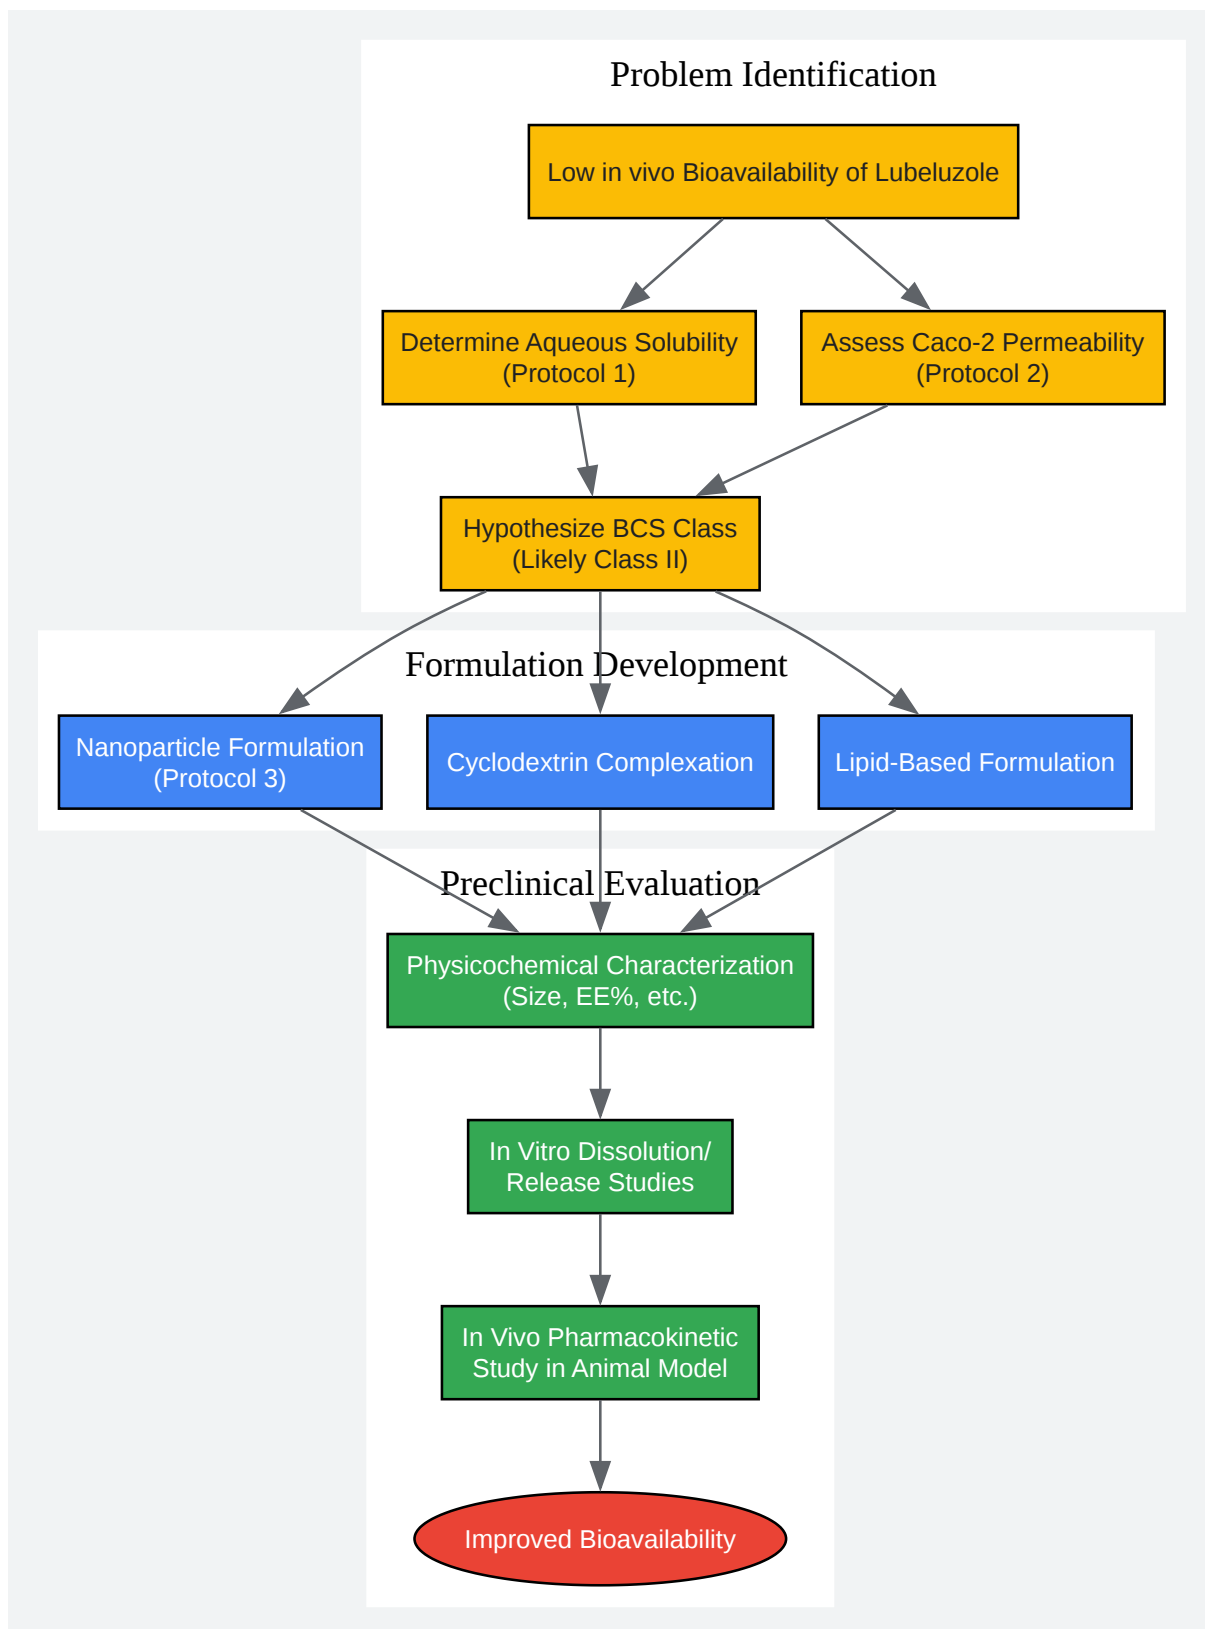 Problem Identification
Low in vivo Bioavailability of Lubeluzole
Determine Aqueous Solubility
(Protocol 1)
Assess Caco-2 Permeability
(Protocol 2)
Hypothesize BCS Class
(Likely Class II)
Formulation Development
Nanoparticle Formulation
(Protocol 3)
Cyclodextrin Complexation
Lipid-Based Formulation
Preclinical Evaluation
Physicochemical Characterization
(Size, EE%, etc.)
In Vitro Dissolution/
Release Studies
In Vivo Pharmacokinetic
Study in Animal Model
Improved Bioavailability